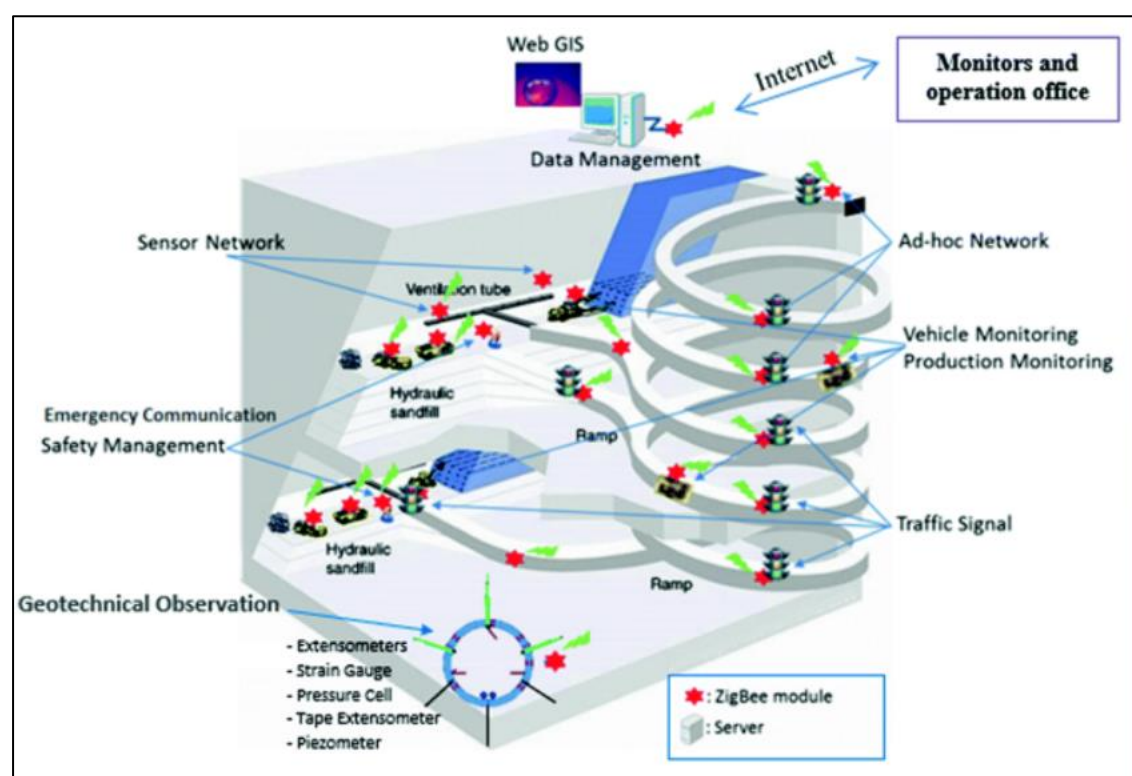 Web GIS
Internet
Monitors and
operation office
Data Management
Sensor Network
Ad-hoc Network
Ventilation tube
Vehicle Monitoring
Production Monitoring
Hydraulic
sandfill
Ramp
Emergency Communication
Safety Management
Traffic Signal
Hydraulic
sandfill
Ramp
Geotechnical Observation
- Extensometers
- Strain Gauge
- Pressure Cell
- Tape Extensometer
- Piezometer
: ZigBee module
: Server